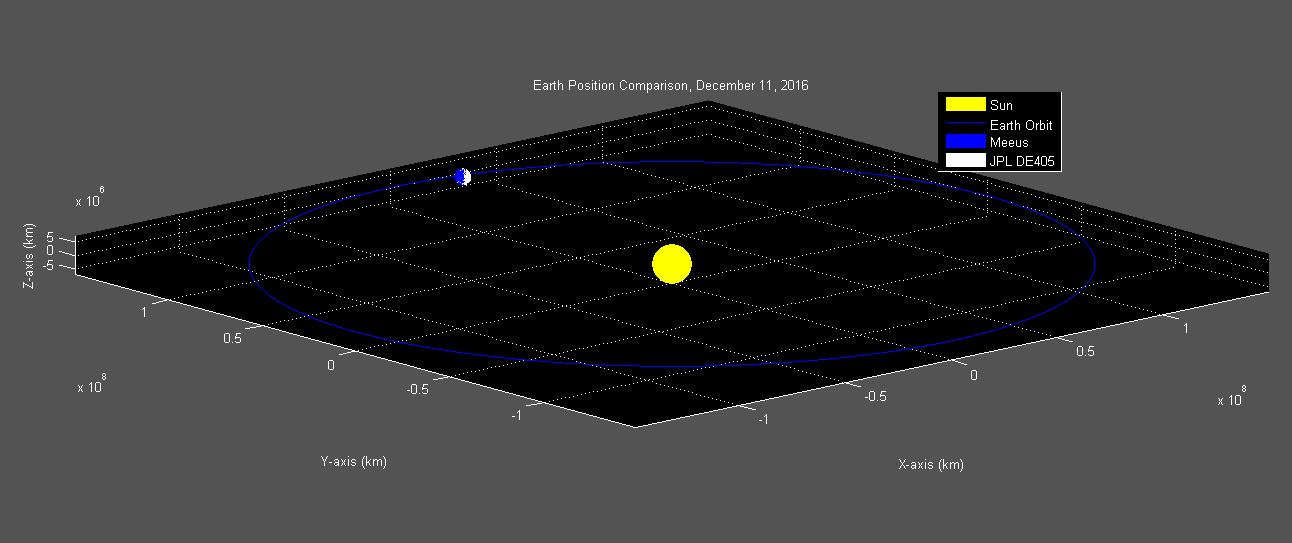 Earth Position Comparison, December 11, 2016
Sun
Earth Orbit
Meeus
JPL DE405
x 10^6
5
0
-5
Z-axis (km)
1
0.5
0
-0.5
-1
x 10^8
Y-axis (km)
-1
-0.5
0
0.5
1
x 10^8
X-axis (km)